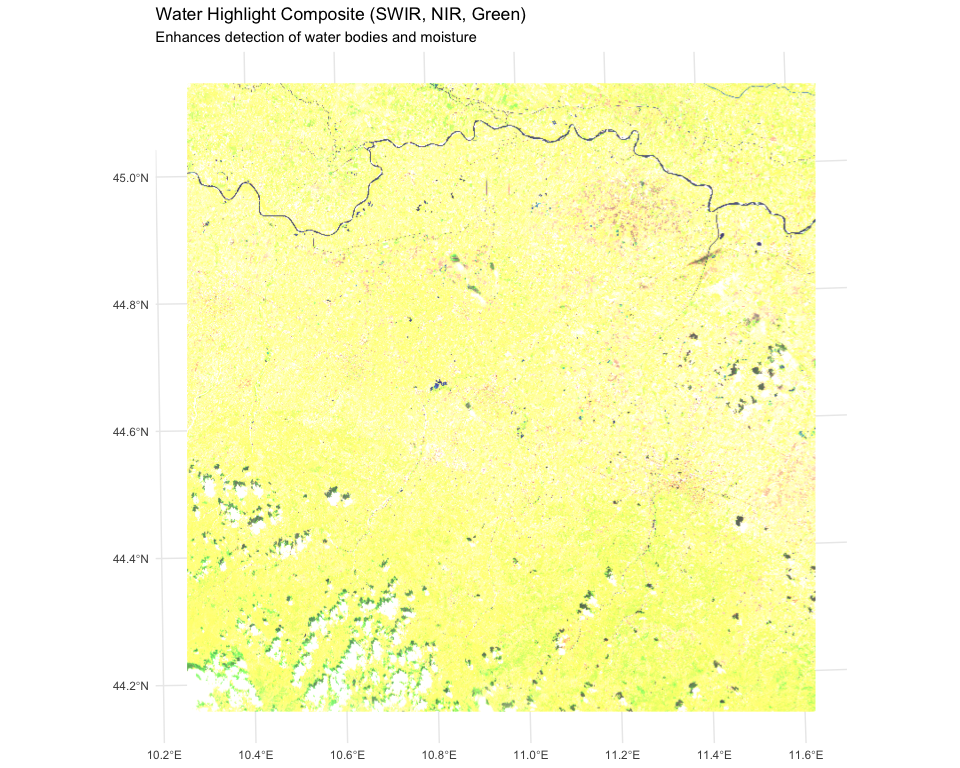 Water Highlight Composite (SWIR, NIR, Green)
Enhances detection of water bodies and moisture
45.0°N
44.8°N
44.6°N
44.4°N
44.2°N
10.2°E 10.4°E 10.6°E 10.8°E 11.0°E 11.2°E 11.4°E 11.6°E